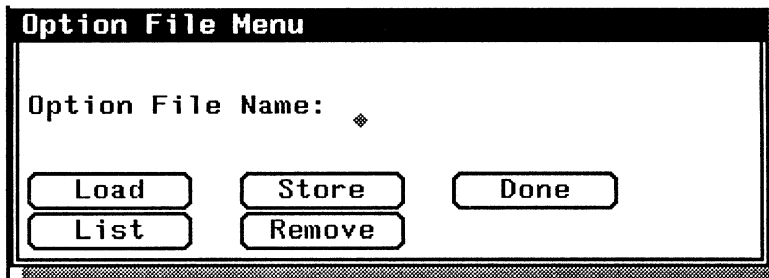 Option File Menu
Option File Name:
Load Store Done
List Remove